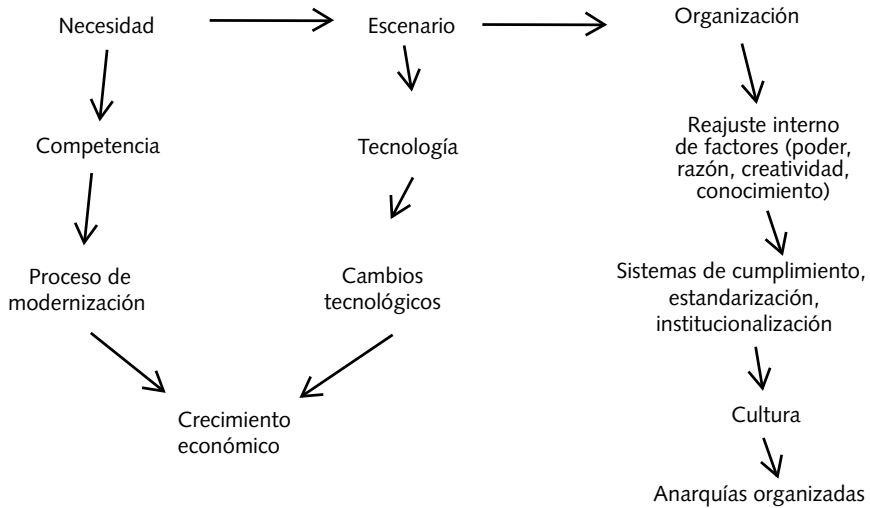 Necesidad
Escenario
Organización
Competencia
Tecnología
Reajuste interno
de factores (poder,
razón, creatividad,
conocimiento)
Proceso de
modernización
Cambios
tecnológicos
Sistemas de cumplimiento,
estandarización,
institucionalización
Crecimiento
económico
Cultura
Anarquías organizadas